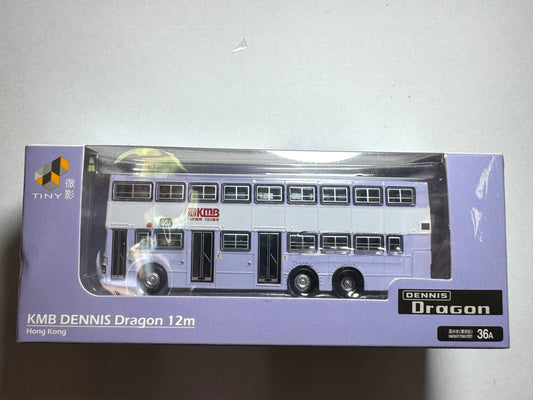 TINY 微影
KMB
KMB DENNIS Dragon 12m
Hong Kong
DENNIS
Dragon
36A